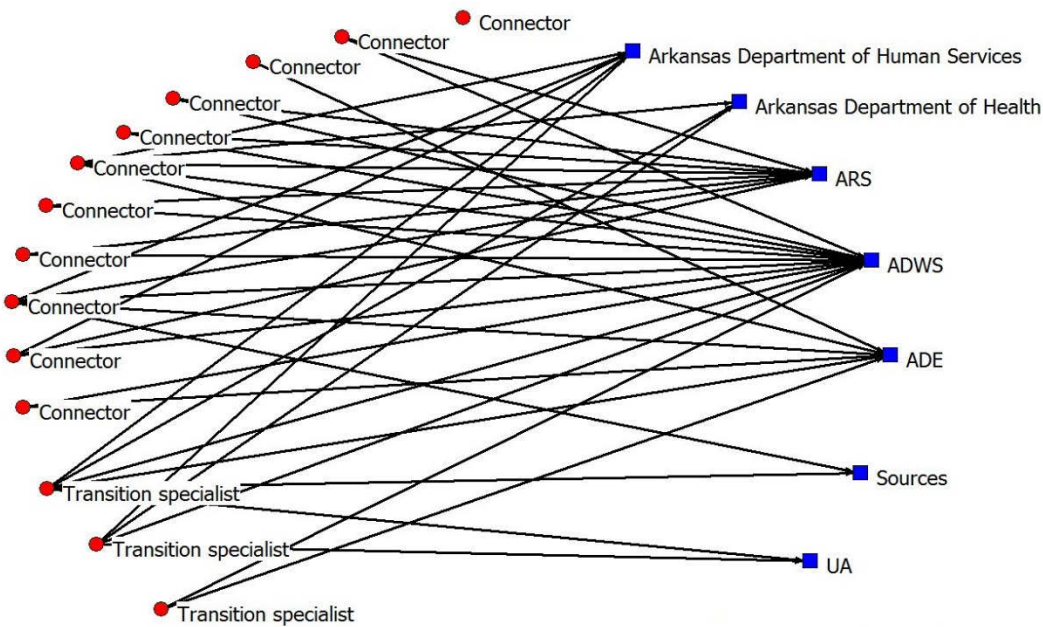 Connector
Connector
Connector
Arkansas Department of Human Services
Connector
Arkansas Department of Health
Connector
Connector
ARS
Connector
Connector
ADWS
Connector
Connector
ADE
Connector
Sources
Transition specialist
Transition specialist
UA
Transition specialist